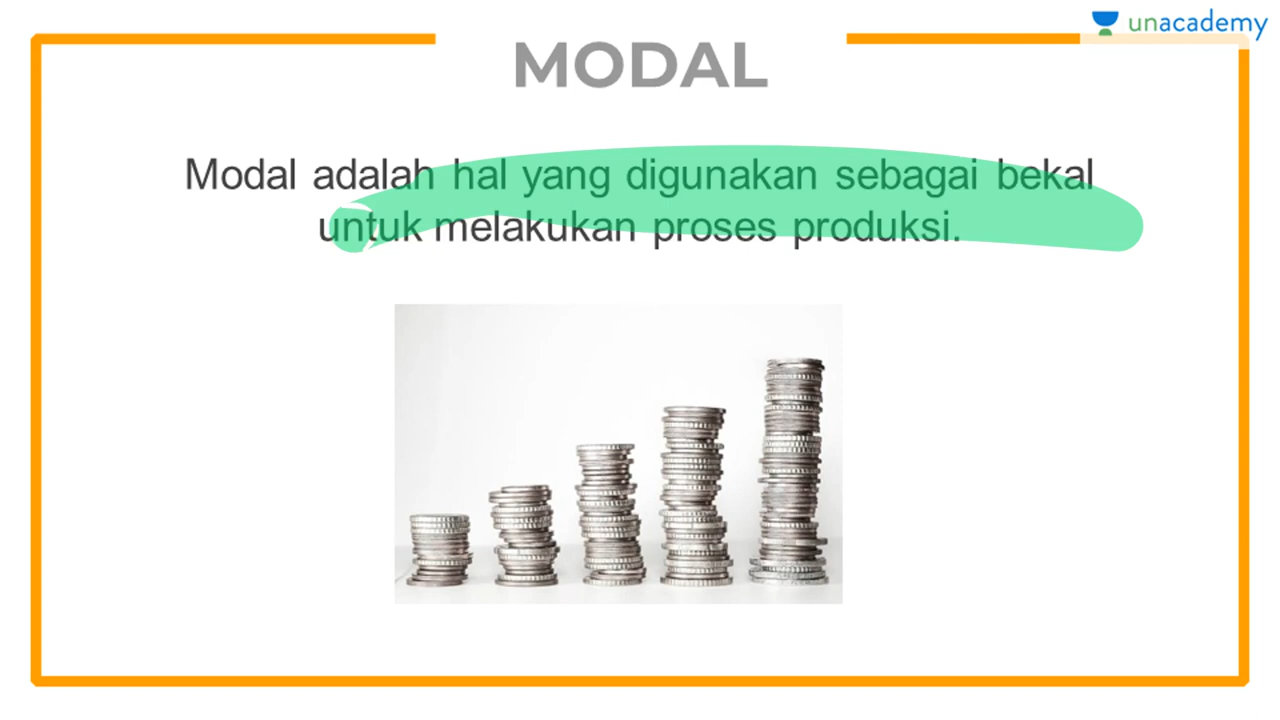 unacademy
MODAL
Modal adalah hal yang digunakan sebagai bekal
untuk melakukan proses produksi.